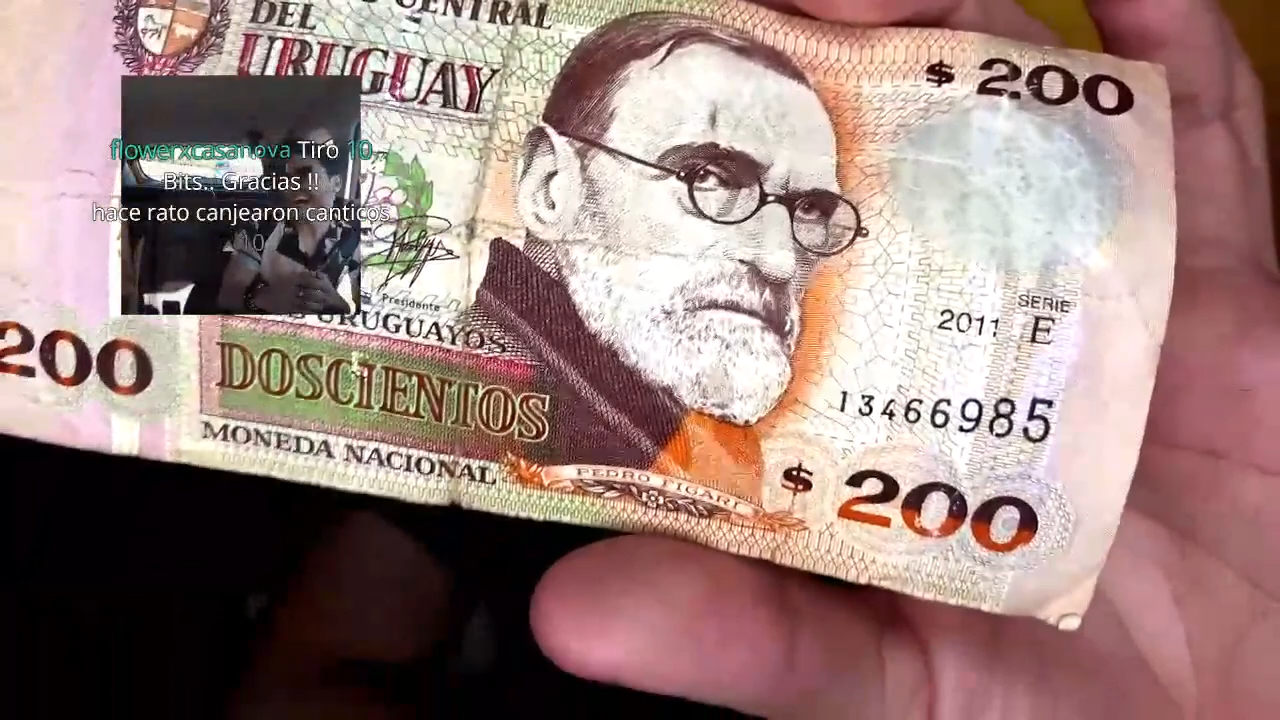 CENTRAL
DEL
URUGUAY
$ 200
flowerxcasanova Tiro 10
Bits.. Gracias !!
hace rato canjearon canticos
Presidente
SERIE
2011 E
URUGUAYOS
200
DOSCIENTOS
13466985
MONEDA NACIONAL
PEDRO FIGARI
$ 200